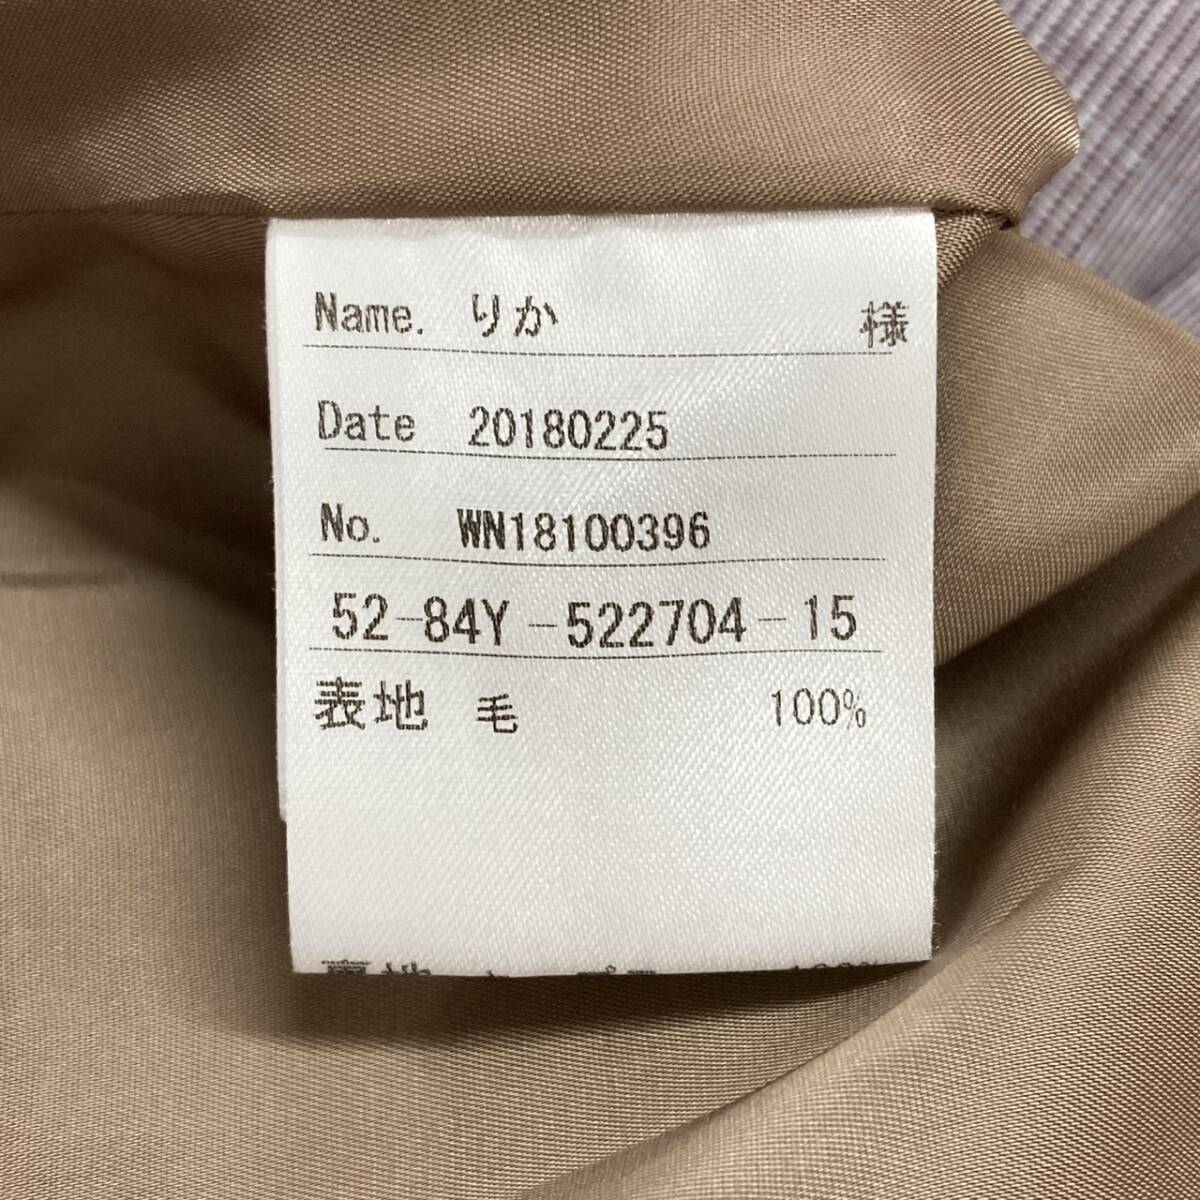 Name. りか 様
Date 20180225
No. WN18100396
52-84Y-522704-15
表地 毛 100%